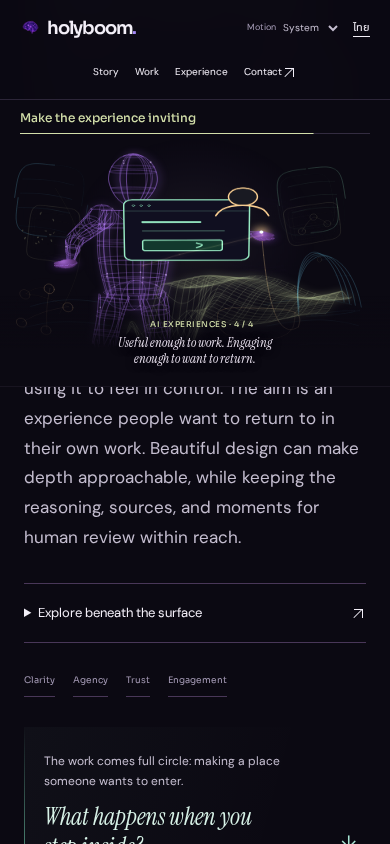 holyboom.
Motion System
ไทย
Story Work Experience Contact
Make the experience inviting
AI EXPERIENCES · 4 / 4
Useful enough to work. Engaging
enough to want to return.
using it to feel in control. The aim is an
experience people want to return to in
their own work. Beautiful design can make
depth approachable, while keeping the
reasoning, sources, and moments for
human review within reach.
Explore beneath the surface
Clarity Agency Trust Engagement
The work comes full circle: making a place
someone wants to enter.
What happens when you
step inside?